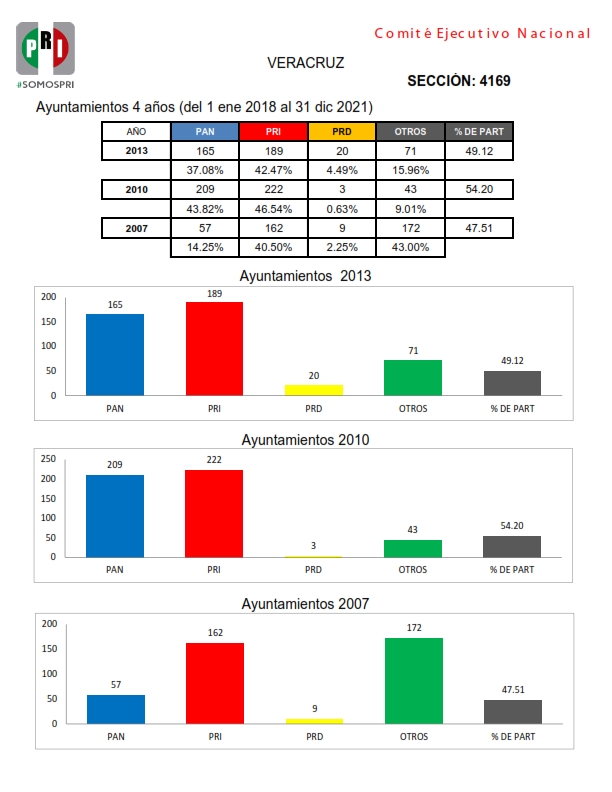 Comité Ejecutivo Nacional
PRI
#SOMOSPRI
VERACRUZ
SECCIÓN: 4169
Ayuntamientos 4 años (del 1 ene 2018 al 31 dic 2021)
AÑO PAN PRI PRD OTROS % DE PART
2013 165 189 20 71 49.12
37.08% 42.47% 4.49% 15.96%
2010 209 222 3 43 54.20
43.82% 46.54% 0.63% 9.01%
2007 57 162 9 172 47.51
14.25% 40.50% 2.25% 43.00%
Ayuntamientos 2013
200
150
100
50
0
165 189 20 71 49.12
PAN PRI PRD OTROS % DE PART
Ayuntamientos 2010
250
200
150
100
50
0
209 222 3 43 54.20
PAN PRI PRD OTROS % DE PART
Ayuntamientos 2007
200
150
100
50
0
57 162 9 172 47.51
PAN PRI PRD OTROS % DE PART